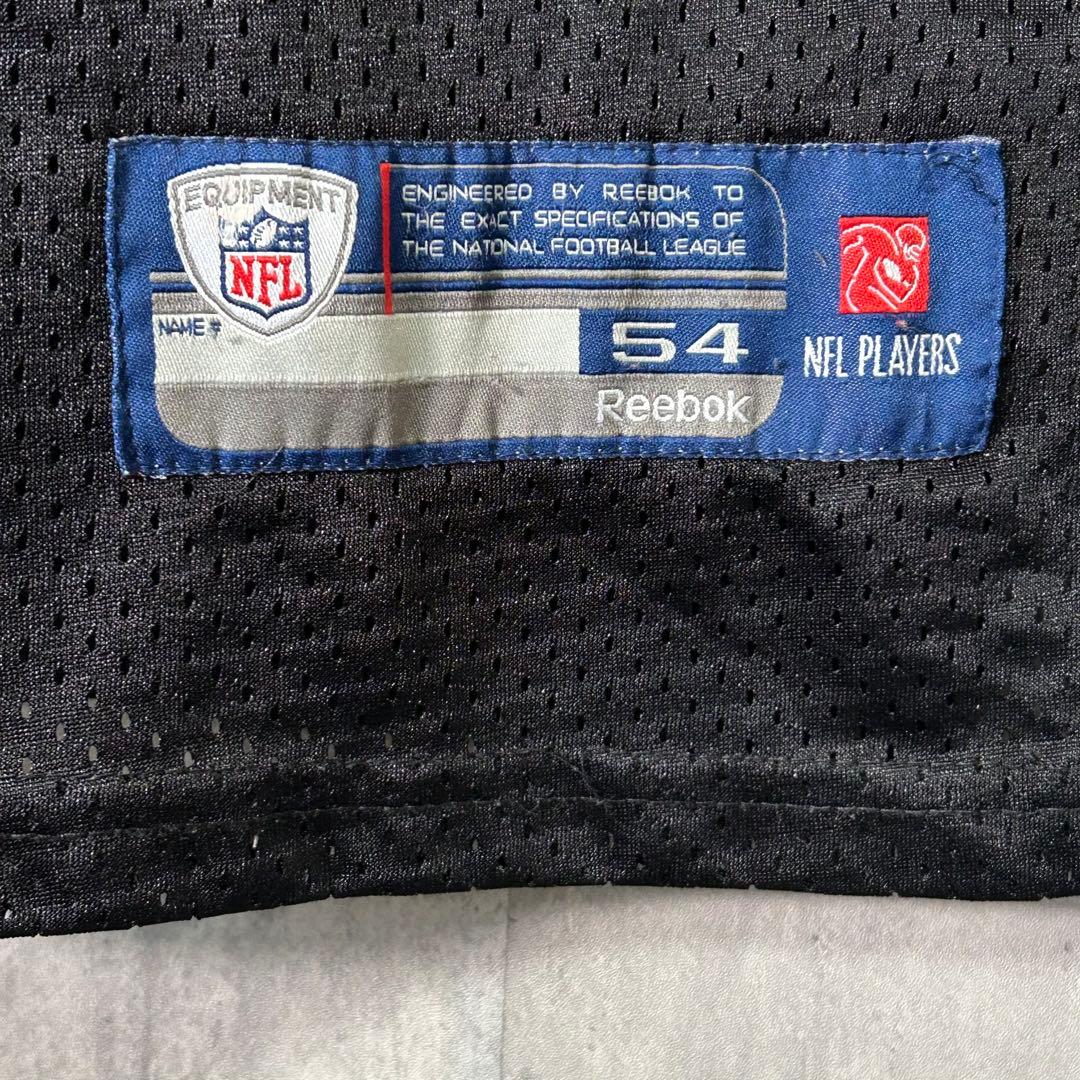 EQUIPMENT
NFL
ENGINEERED BY REEBOK TO
THE EXACT SPECIFICATIONS OF
THE NATIONAL FOOTBALL LEAGUE
NAME #
54
Reebok
NFL PLAYERS